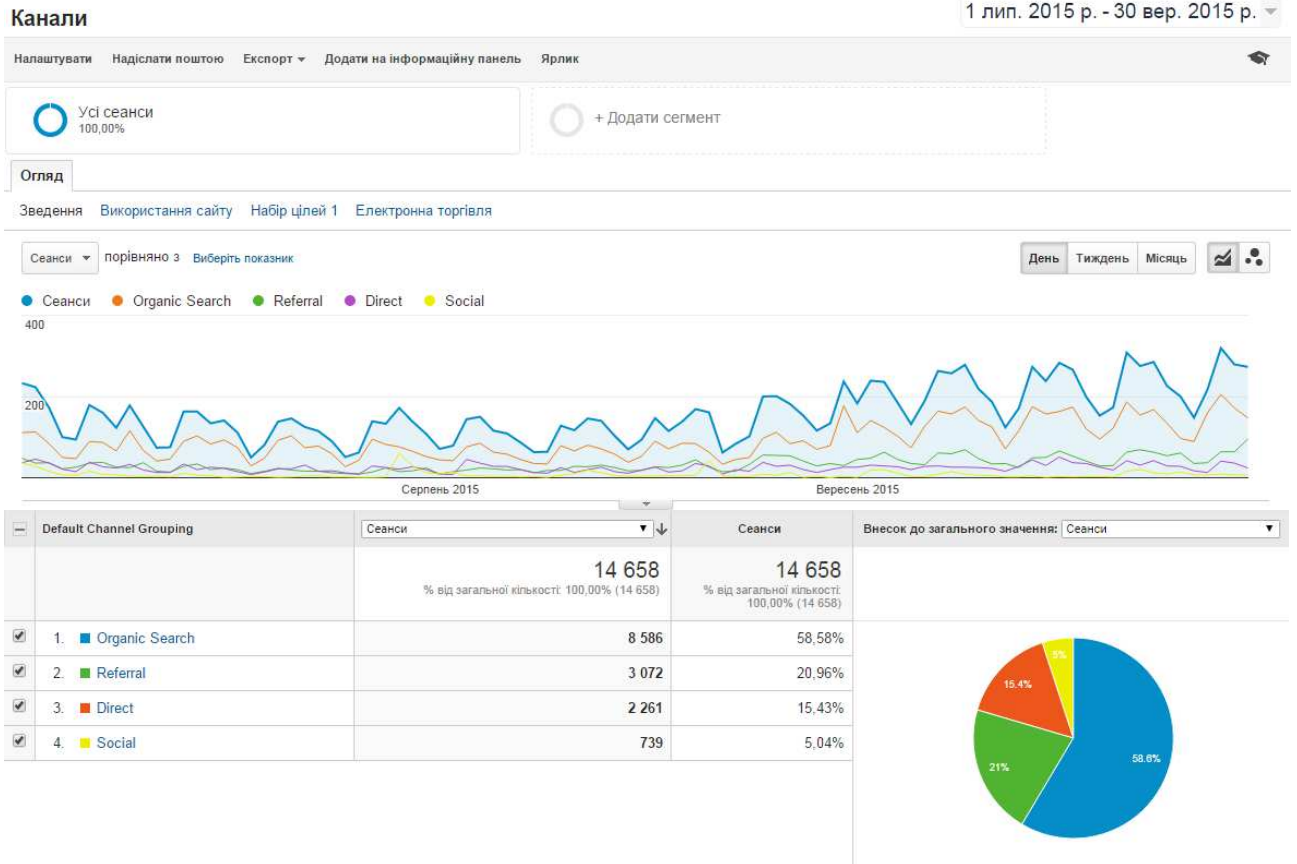 Канали
1 лип. 2015 р. - 30 вер. 2015 р.
Налаштувати Надіслати поштою Експорт Додати на інформаційну панель Ярлик
Усі сеанси
100,00%
+ Додати сегмент
Огляд
Зведення Використання сайту Набір цілей 1 Електронна торгівля
Сеанси порівняно з Виберіть показник
День Тиждень Місяць
Сеанси Organic Search Referral Direct Social
400
200
Серпень 2015 Вересень 2015
Default Channel Grouping Сеанси Сеанси Внесок до загального значення: Сеанси
14 658 14 658
% від загальної кількості: 100,00% (14 658) % від загальної кількості:
100,00% (14 658)
1. Organic Search 8 586 58,58%
2. Referral 3 072 20,96%
3. Direct 2 261 15,43%
4. Social 739 5,04%
5%
15.4%
58.6%
21%